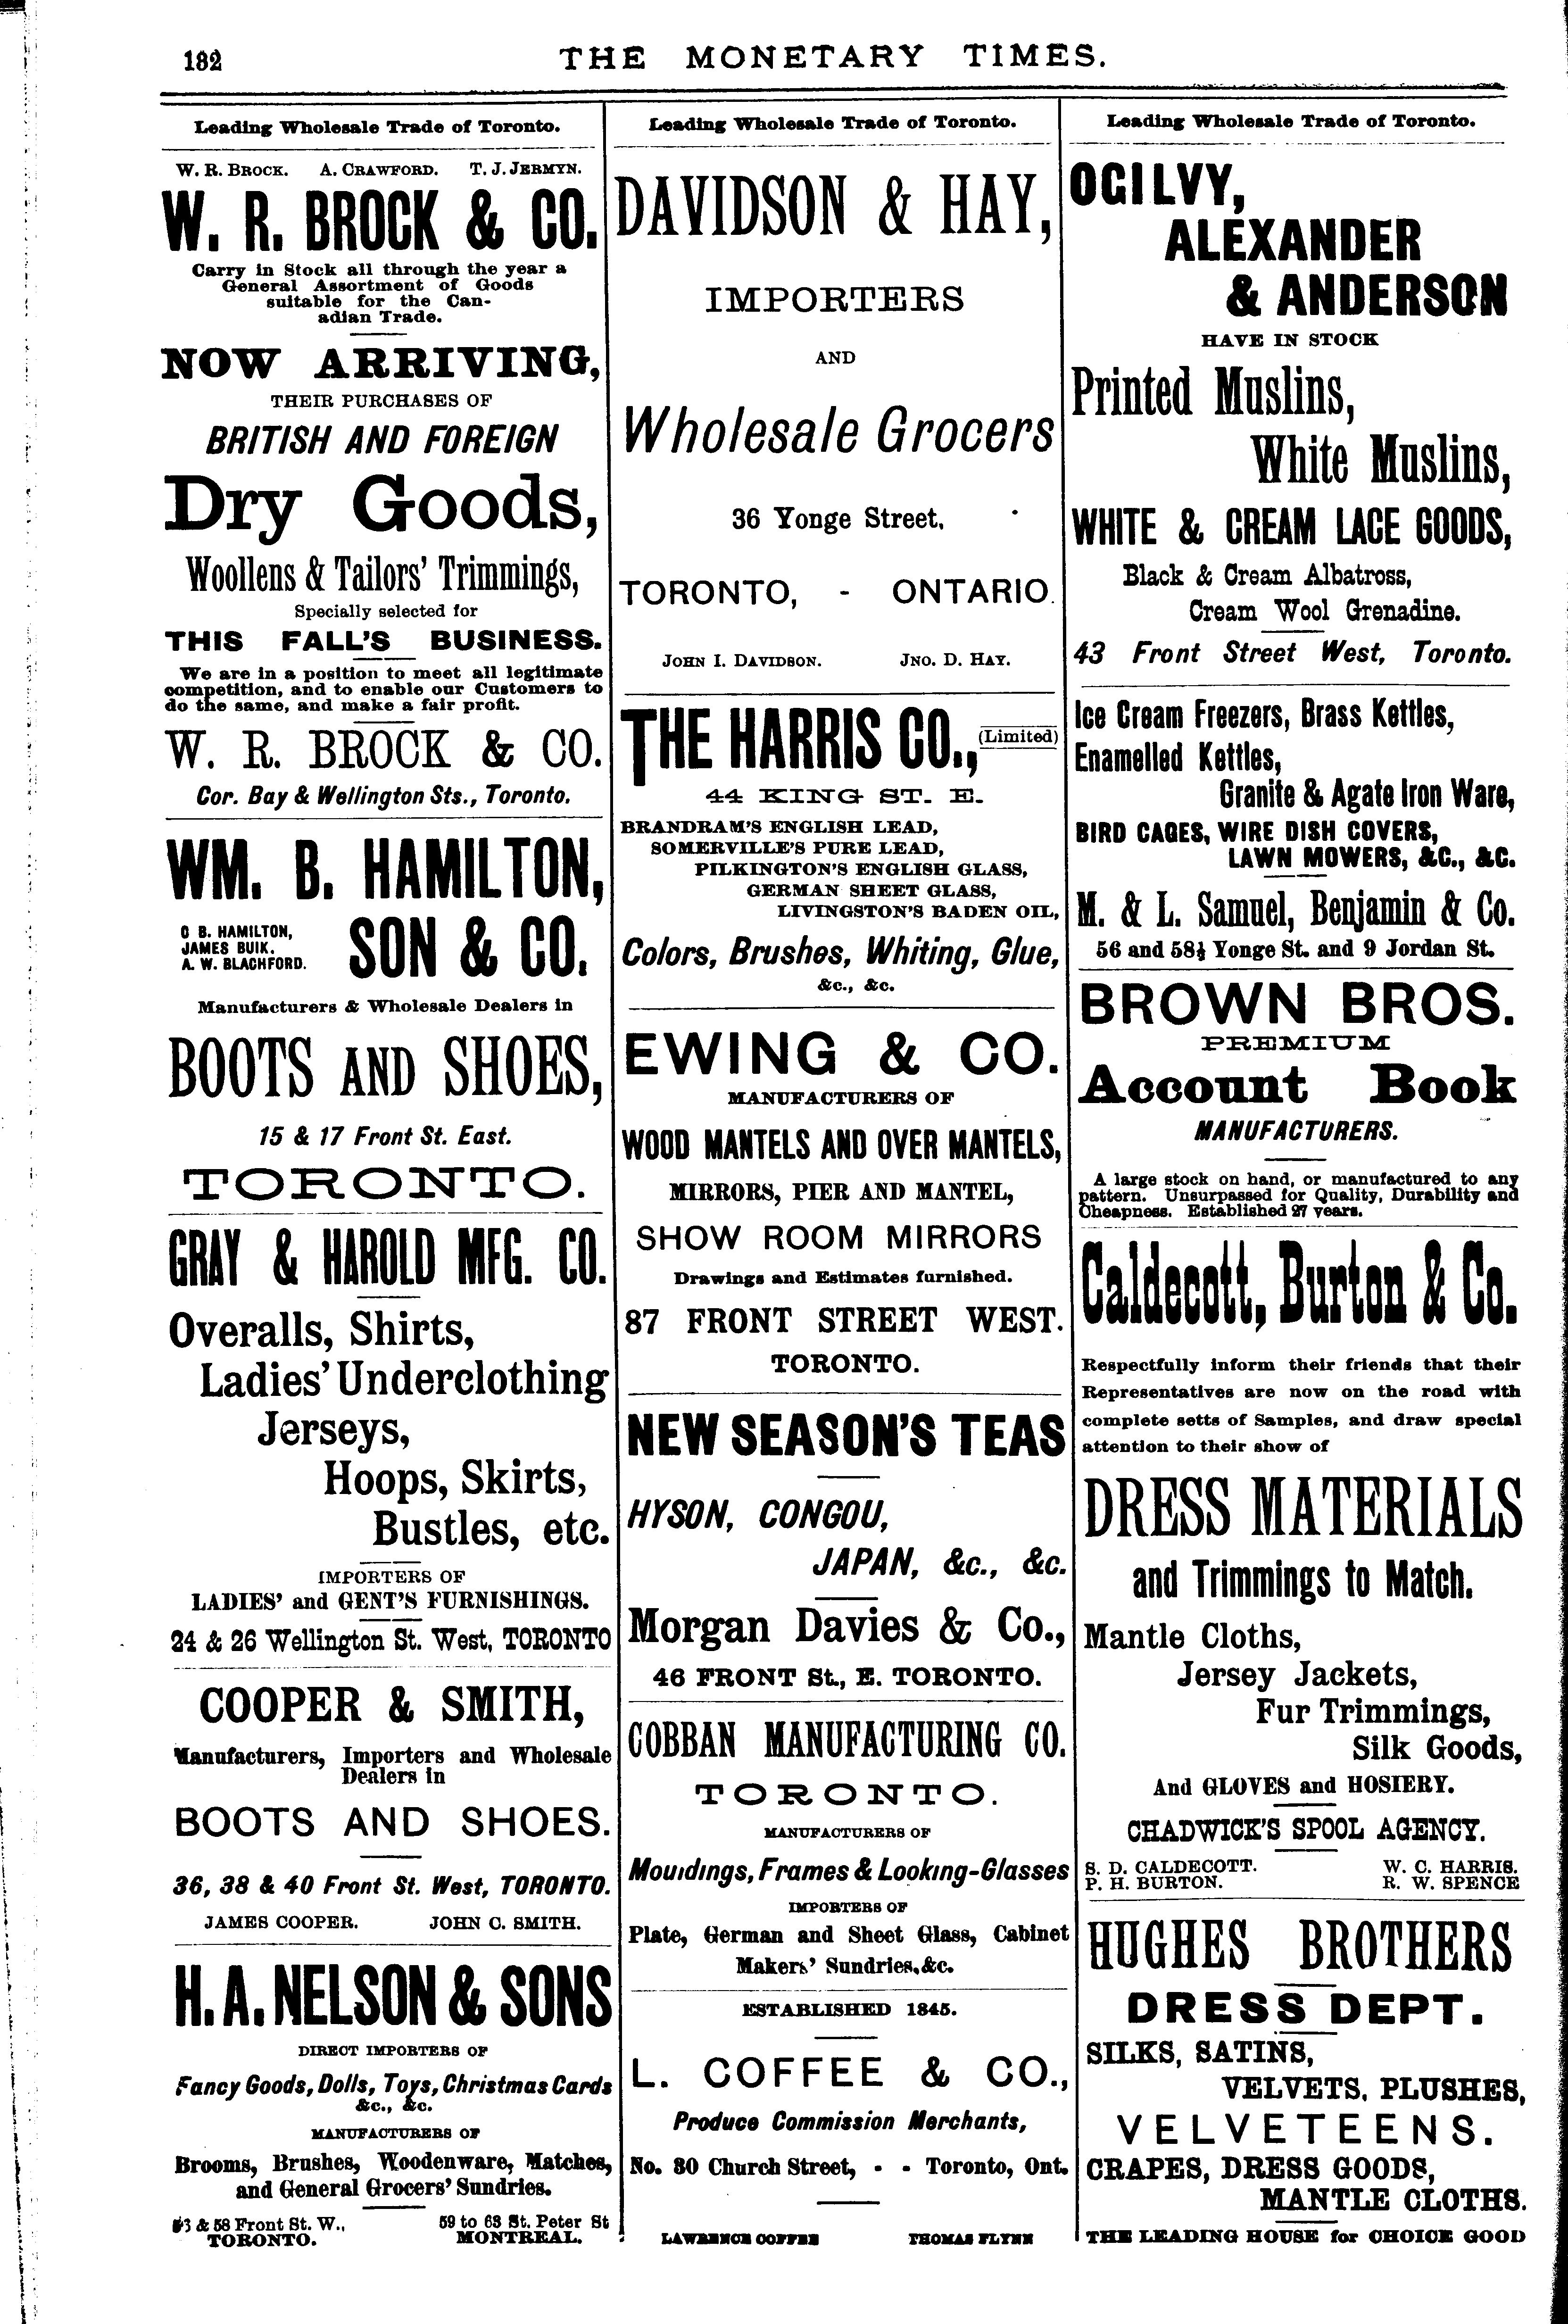 182
THE MONETARY TIMES.
Leading Wholesale Trade of Toronto.
W. R. BROCK. A. CRAWFORD. T. J. JERMYN.
W. R. BROCK & CO.
Carry in Stock all through the year a
General Assortment of Goods
suitable for the Can-
adian Trade.
NOW ARRIVING,
THEIR PURCHASES OF
BRITISH AND FOREIGN
Dry Goods,
Woollens & Tailors' Trimmings,
Specially selected for
THIS FALL'S BUSINESS.
We are in a position to meet all legitimate
competition, and to enable our Customers to
do the same, and make a fair profit.
W. R. BROCK & CO.
Cor. Bay & Wellington Sts., Toronto.
WM. B. HAMILTON,
C B. HAMILTON,
JAMES BUIK.
A. W. BLACHFORD.
SON & CO.
Manufacturers & Wholesale Dealers in
BOOTS AND SHOES,
15 & 17 Front St. East.
TORONTO.
GRAY & HAROLD MFG. CO.
Overalls, Shirts,
Ladies' Underclothing
Jerseys,
Hoops, Skirts,
Bustles, etc.
IMPORTERS OF
LADIES' and GENT'S FURNISHINGS.
24 & 26 Wellington St. West, TORONTO
COOPER & SMITH,
Manufacturers, Importers and Wholesale
Dealers in
BOOTS AND SHOES.
36, 38 & 40 Front St. West, TORONTO.
JAMES COOPER. JOHN C. SMITH.
H. A. NELSON & SONS
DIRECT IMPORTERS OF
Fancy Goods, Dolls, Toys, Christmas Cards
&c., &c.
MANUFACTURERS OF
Brooms, Brushes, Woodenware, Matches,
and General Grocers' Sundries.
& 58 Front St. W.,
TORONTO.
59 to 63 St. Peter St
MONTREAL.
Leading Wholesale Trade of Toronto.
DAVIDSON & HAY,
IMPORTERS
AND
Wholesale Grocers
36 Yonge Street,
TORONTO, - ONTARIO.
JOHN I. DAVIDSON. JNO. D. HAY.
THE HARRIS CO., (Limited)
44 KING ST. E.
BRANDRAM'S ENGLISH LEAD,
SOMERVILLE'S PURE LEAD,
PILKINGTON'S ENGLISH GLASS,
GERMAN SHEET GLASS,
LIVINGSTON'S BADEN OIL,
Colors, Brushes, Whiting, Glue,
&c., &c.
EWING & CO.
MANUFACTURERS OF
WOOD MANTELS AND OVER MANTELS,
MIRRORS, PIER AND MANTEL,
SHOW ROOM MIRRORS
Drawings and Estimates furnished.
87 FRONT STREET WEST.
TORONTO.
NEW SEASON'S TEAS
HYSON, CONGOU,
JAPAN, &c., &c.
Morgan Davies & Co.,
46 FRONT St., E. TORONTO.
COBBAN MANUFACTURING CO.
TORONTO.
MANUFACTURERS OF
Mouldings, Frames & Looking-Glasses
IMPORTERS OF
Plate, German and Sheet Glass, Cabinet
Makers' Sundries, &c.
ESTABLISHED 1845.
L. COFFEE & CO.,
Produce Commission Merchants,
No. 30 Church Street, - - Toronto, Ont.
LAWRENCE COFFEE THOMAS FLYNN
Leading Wholesale Trade of Toronto.
OGILVY,
ALEXANDER
& ANDERSON
HAVE IN STOCK
Printed Muslins,
White Muslins,
WHITE & CREAM LACE GOODS,
Black & Cream Albatross,
Cream Wool Grenadine.
43 Front Street West, Toronto.
Ice Cream Freezers, Brass Kettles,
Enamelled Kettles,
Granite & Agate Iron Ware,
BIRD CAGES, WIRE DISH COVERS,
LAWN MOWERS, &C., &C.
M. & L. Samuel, Benjamin & Co.
56 and 58½ Yonge St. and 9 Jordan St.
BROWN BROS.
PREMIUM
Account Book
MANUFACTURERS.
A large stock on hand, or manufactured to any
pattern. Unsurpassed for Quality, Durability and
Cheapness. Established 27 years.
Caldecott, Burton & Co.
Respectfully inform their friends that their
Representatives are now on the road with
complete setts of Samples, and draw special
attention to their show of
DRESS MATERIALS
and Trimmings to Match.
Mantle Cloths,
Jersey Jackets,
Fur Trimmings,
Silk Goods,
And GLOVES and HOSIERY.
CHADWICK'S SPOOL AGENCY.
S. D. CALDECOTT. W. C. HARRIS.
P. H. BURTON. R. W. SPENCE
HUGHES BROTHERS
DRESS DEPT.
SILKS, SATINS,
VELVETS, PLUSHES,
VELVETEENS.
CRAPES, DRESS GOODS,
MANTLE CLOTHS.
THE LEADING HOUSE for CHOICE GOOD